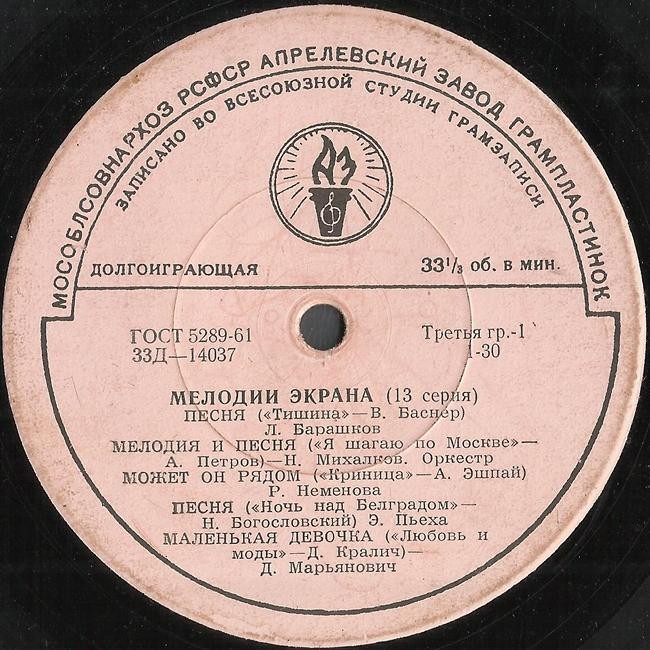 МОСОБЛСОВНАРХОЗ РСФСР АПРЕЛЕВСКИЙ ЗАВОД ГРАМПЛАСТИНОК
ЗАПИСАНО ВО ВСЕСОЮЗНОЙ СТУДИИ ГРАМЗАПИСИ
АЗ
ДОЛГОИГРАЮЩАЯ 33 1/3 об. в мин.
ГОСТ 5289-61 Третья гр.-1
33Д—14037 1-30
МЕЛОДИИ ЭКРАНА (13 серия)
ПЕСНЯ («Тишина»—В. Баснер)
Л. Барашков
МЕЛОДИЯ И ПЕСНЯ («Я шагаю по Москве»—
А. Петров)—Н. Михалков. Оркестр
МОЖЕТ ОН РЯДОМ («Криница»—А. Эшпай)
Р. Неменова
ПЕСНЯ («Ночь над Белградом»—
Н. Богословский) Э. Пьеха
МАЛЕНЬКАЯ ДЕВОЧКА («Любовь и
моды»—Д. Кралич)—
Д. Марьянович